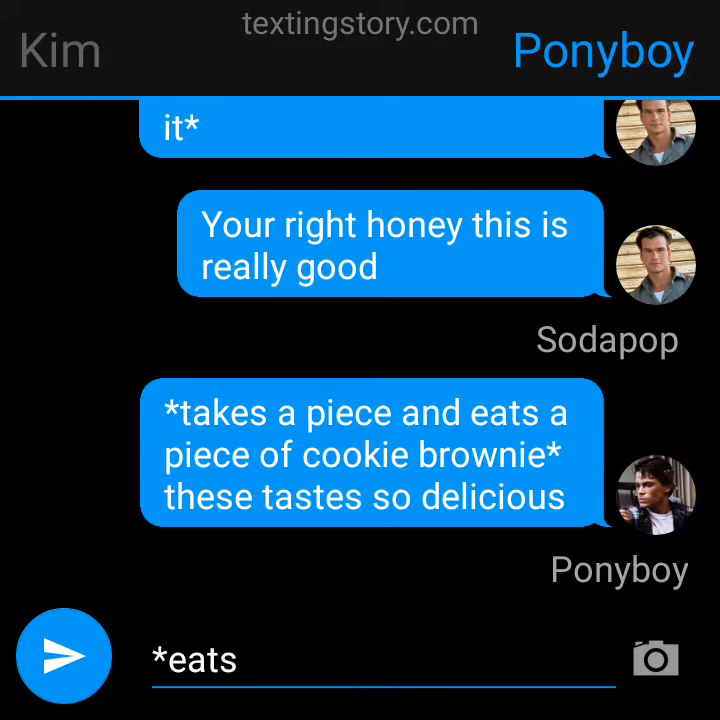 textingstory.com
Kim
Ponyboy
it*
Your right honey this is
really good
Sodapop
*takes a piece and eats a
piece of cookie brownie*
these tastes so delicious
Ponyboy
*eats